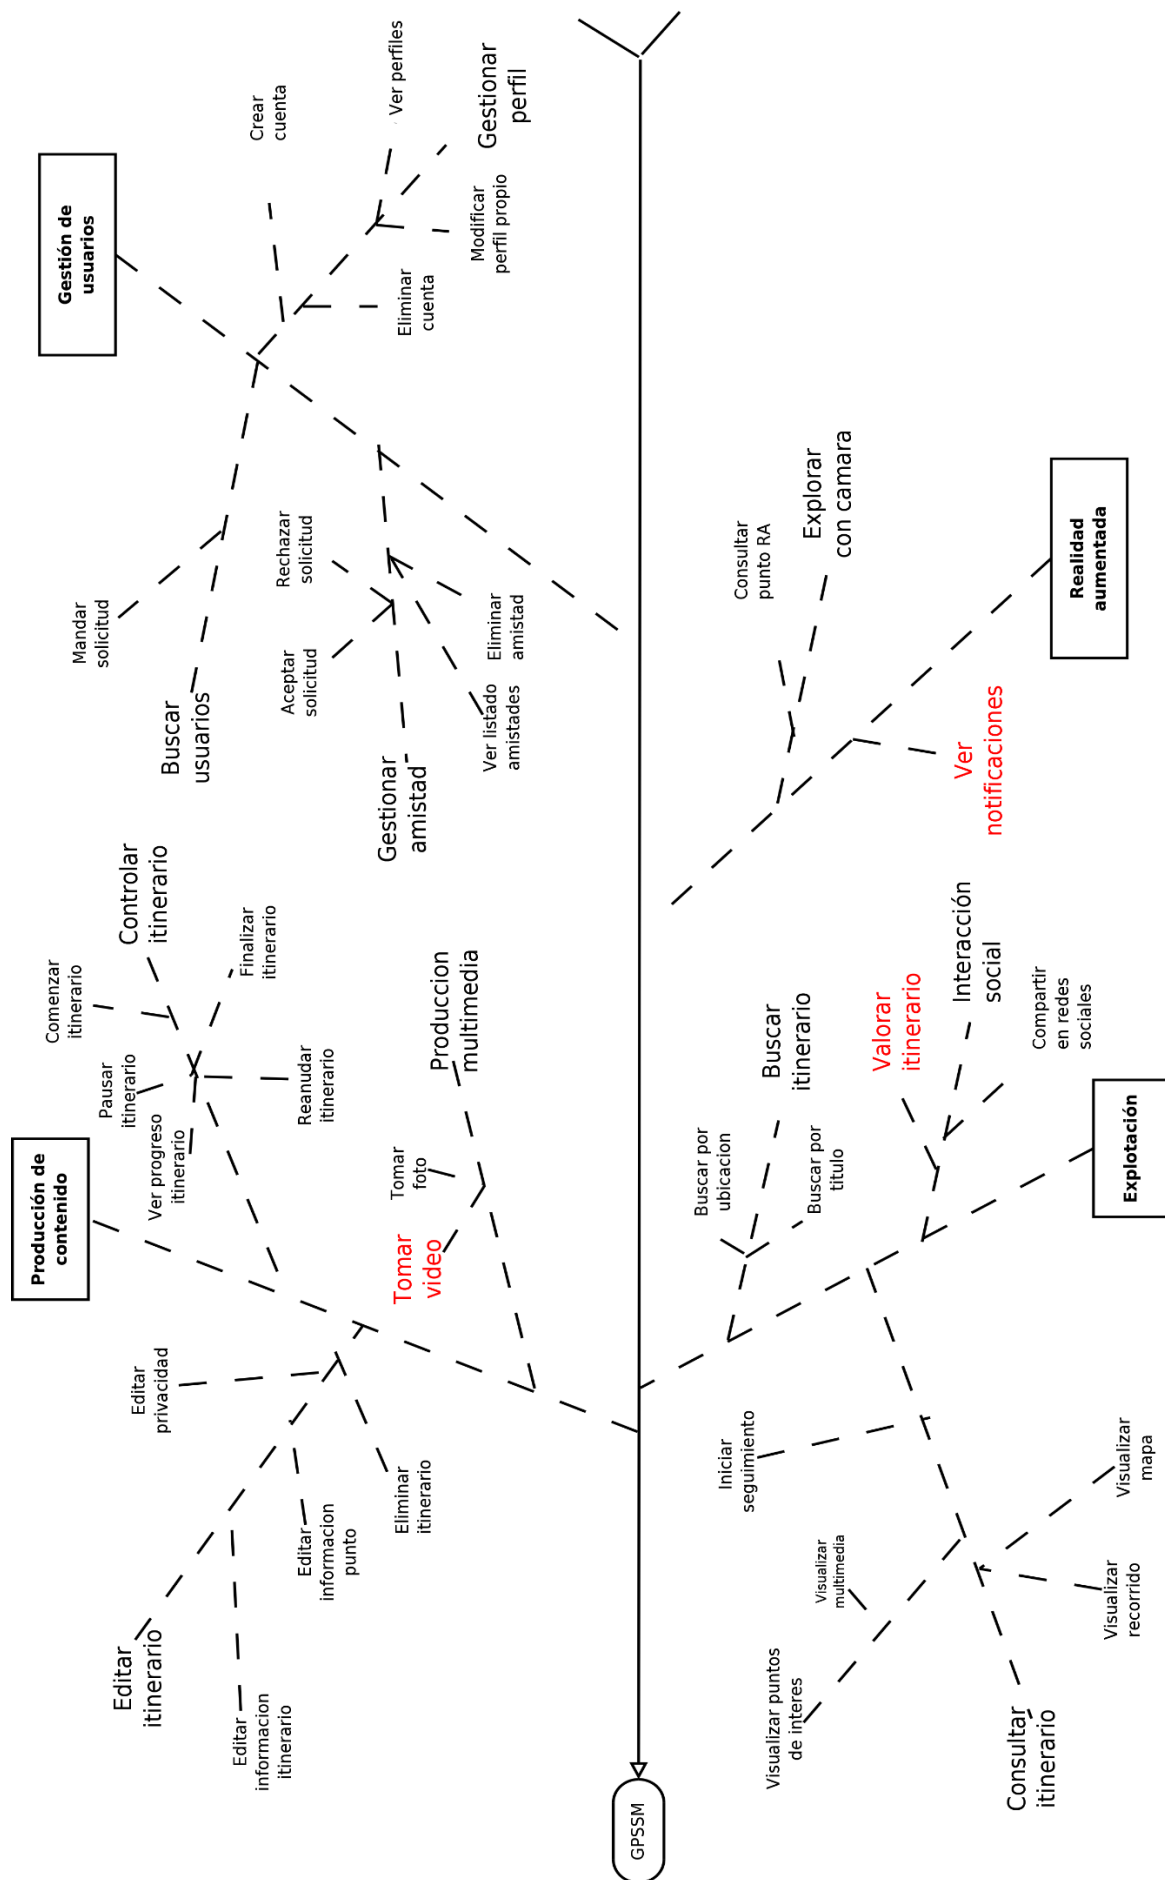 Producción de
contenido
Editar
itinerario
Editar
informacion
itinerario
Editar
privacidad
Editar
informacion
punto
Eliminar
itinerario
Comenzar
itinerario
Controlar
itinerario
Pausar
itinerario
Ver progreso
itinerario
Finalizar
itinerario
Reanudar
itinerario
Tomar
video
Tomar
foto
Produccion
multimedia
Gestión de
usuarios
Mandar
solicitud
Buscar
usuarios
Crear
cuenta
Eliminar
cuenta
Ver perfiles
Modificar
perfil propio
Gestionar
perfil
Aceptar
solicitud
Rechazar
solicitud
Gestionar
amistad
Ver listado
amistades
Eliminar
amistad
GPSSM
Iniciar
seguimiento
Visualizar puntos
de interes
Visualizar
multimedia
Consultar
itinerario
Visualizar
recorrido
Visualizar
mapa
Buscar por
ubicacion
Buscar
itinerario
Buscar por
titulo
Valorar
itinerario
Interacción
social
Compartir
en redes
sociales
Explotación
Consultar
punto RA
Explorar
con camara
Ver
notificaciones
Realidad
aumentada